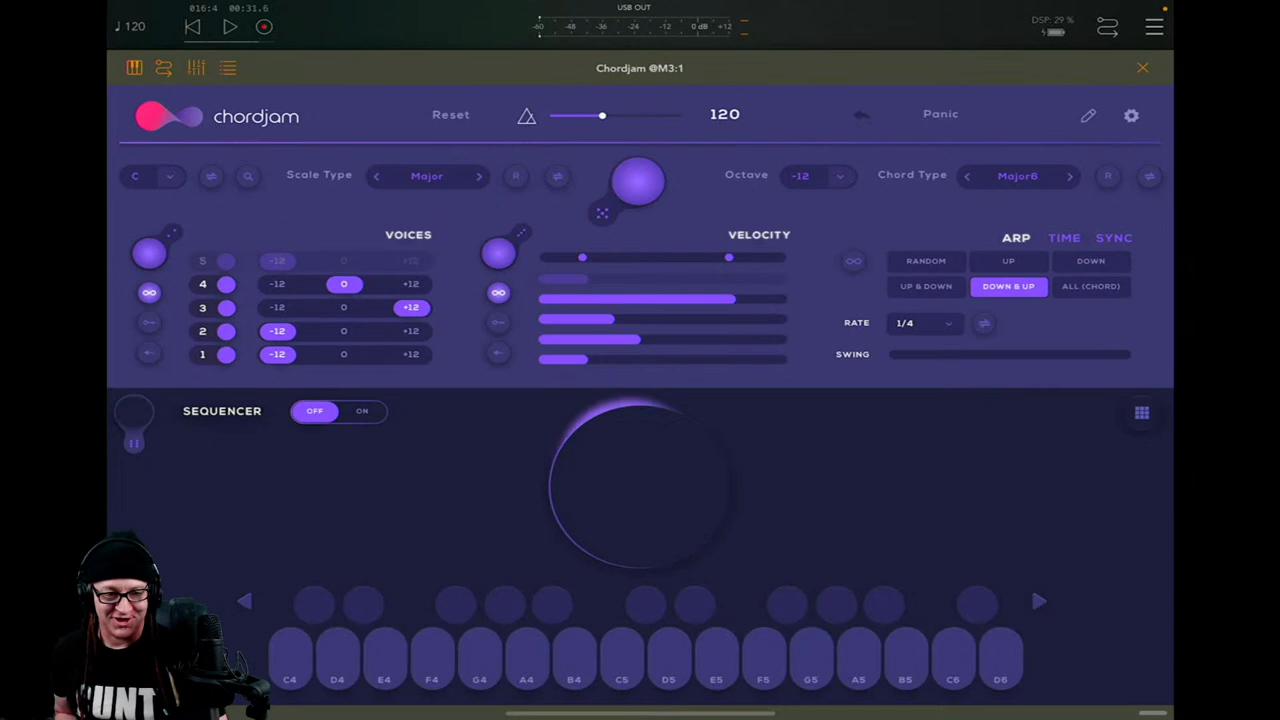 016:4 00:31.6
USB OUT
♩ 120
-60 -48 -36 -24 -12 0 dB +12
DSP: 29 %
Chordjam @M3:1
chordjam
Reset
120
Panic
C
Scale Type
Major
R
Octave
-12
Chord Type
Major6
R
VOICES
5 -12 0 +12
4 -12 0 +12
3 -12 0 +12
2 -12 0 +12
1 -12 0 +12
VELOCITY
ARP TIME SYNC
RANDOM UP DOWN
UP & DOWN DOWN & UP ALL (CHORD)
RATE 1/4
SWING
SEQUENCER OFF ON
C4 D4 E4 F4 G4 A4 B4 C5 D5 E5 F5 G5 A5 B5 C6 D6